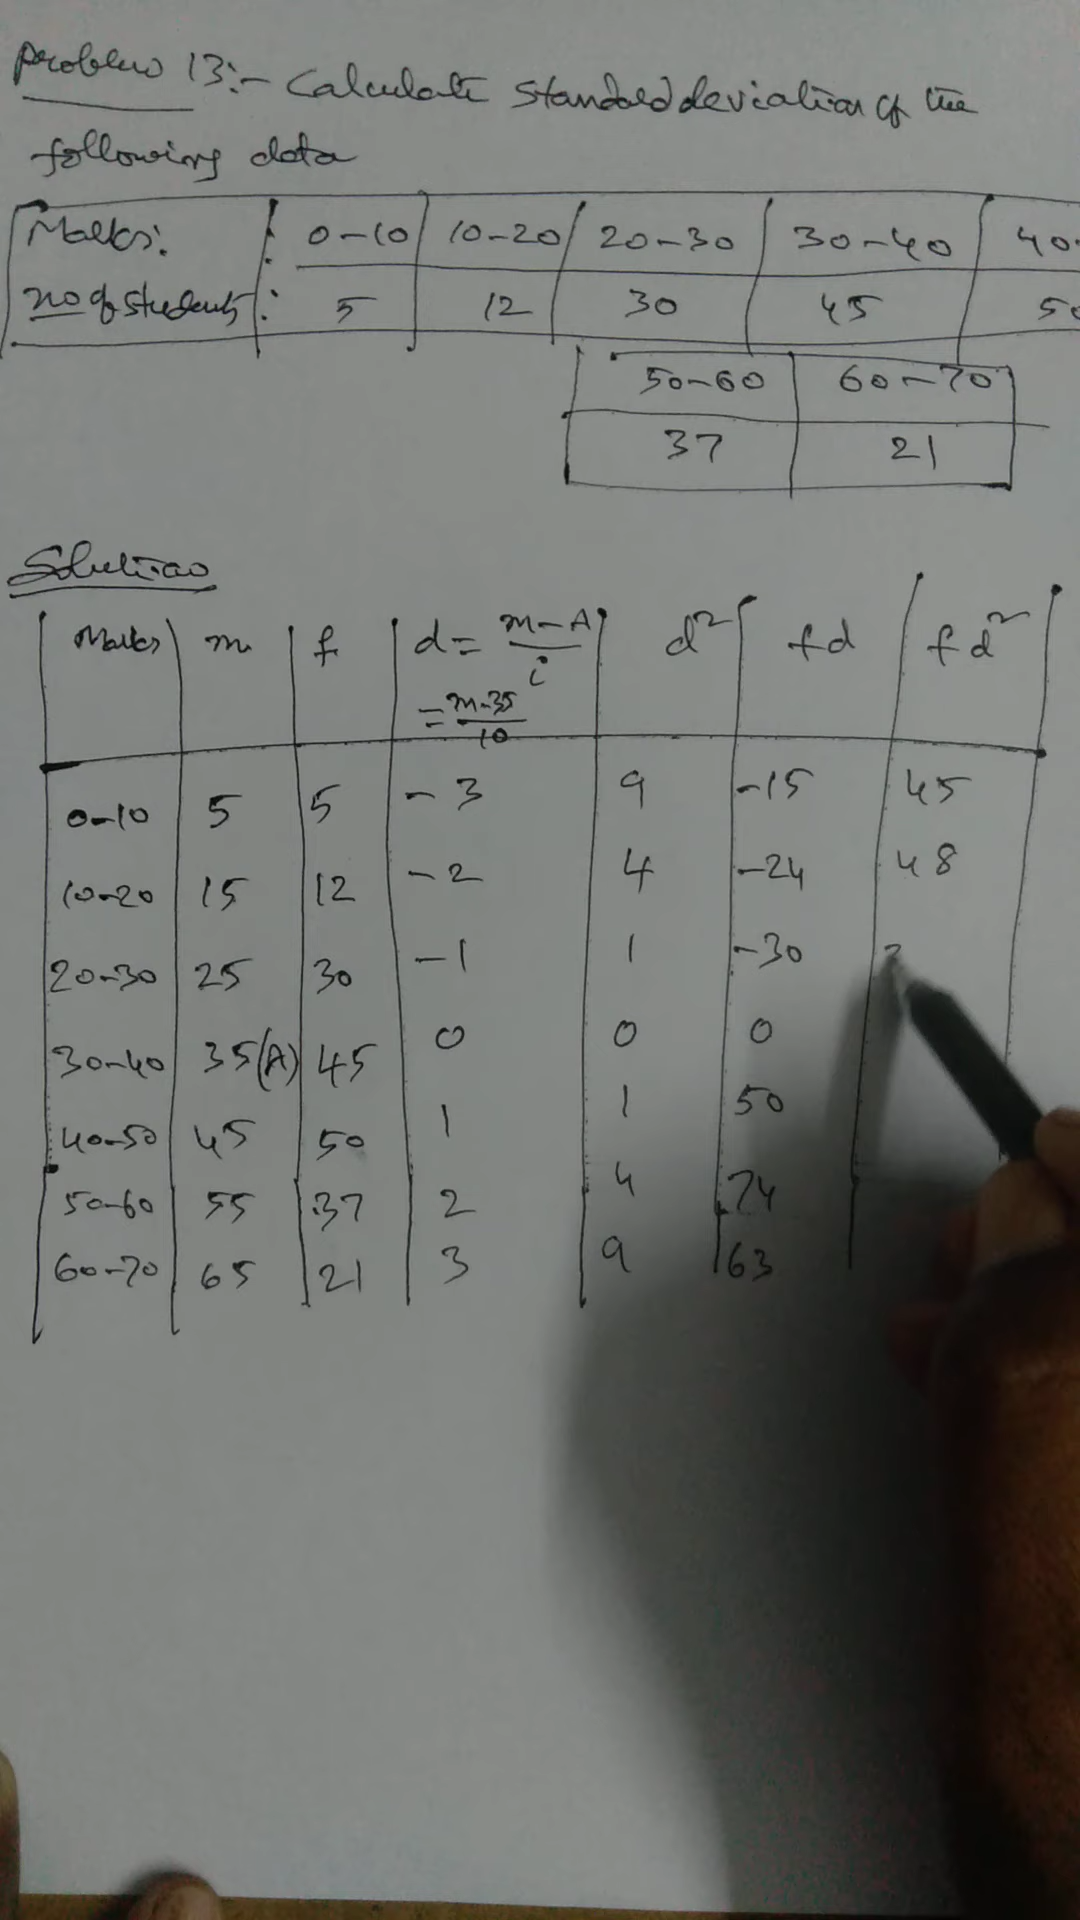 Problem 13:- Calculate Standard deviation of the
following data
Marks: : 0-10 10-20 20-30 30-40 40-
no of students : 5 12 30 45 50
50-60 60-70
37 21
Solution
Marks m f d = m-A/i d² fd fd²
= m-35/10
0-10 5 5 -3 9 -15 45
10-20 15 12 -2 4 -24 48
20-30 25 30 -1 1 -30
30-40 35(A) 45 0 0 0
40-50 45 50 1 1 50
50-60 55 37 2 4 74
60-70 65 21 3 9 63